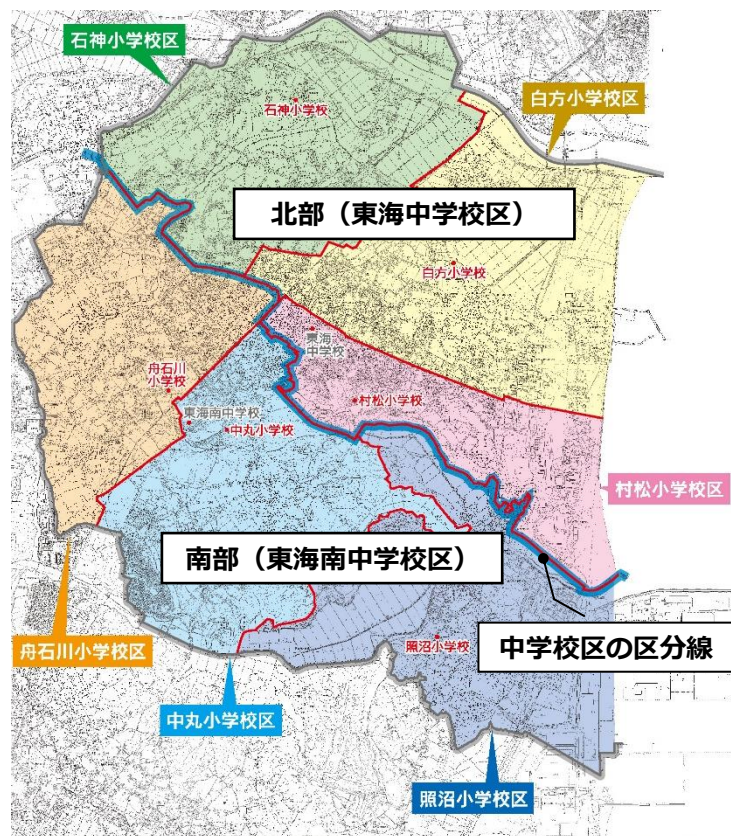 石神小学校区
白方小学校区
石神小学校
北部（東海中学校区）
白方小学校
東海
中学校
舟石川
小学校
村松小学校
東海南中学校
中丸小学校
村松小学校区
南部（東海南中学校区）
中学校区の区分線
照沼小学校
舟石川小学校区
中丸小学校区
照沼小学校区